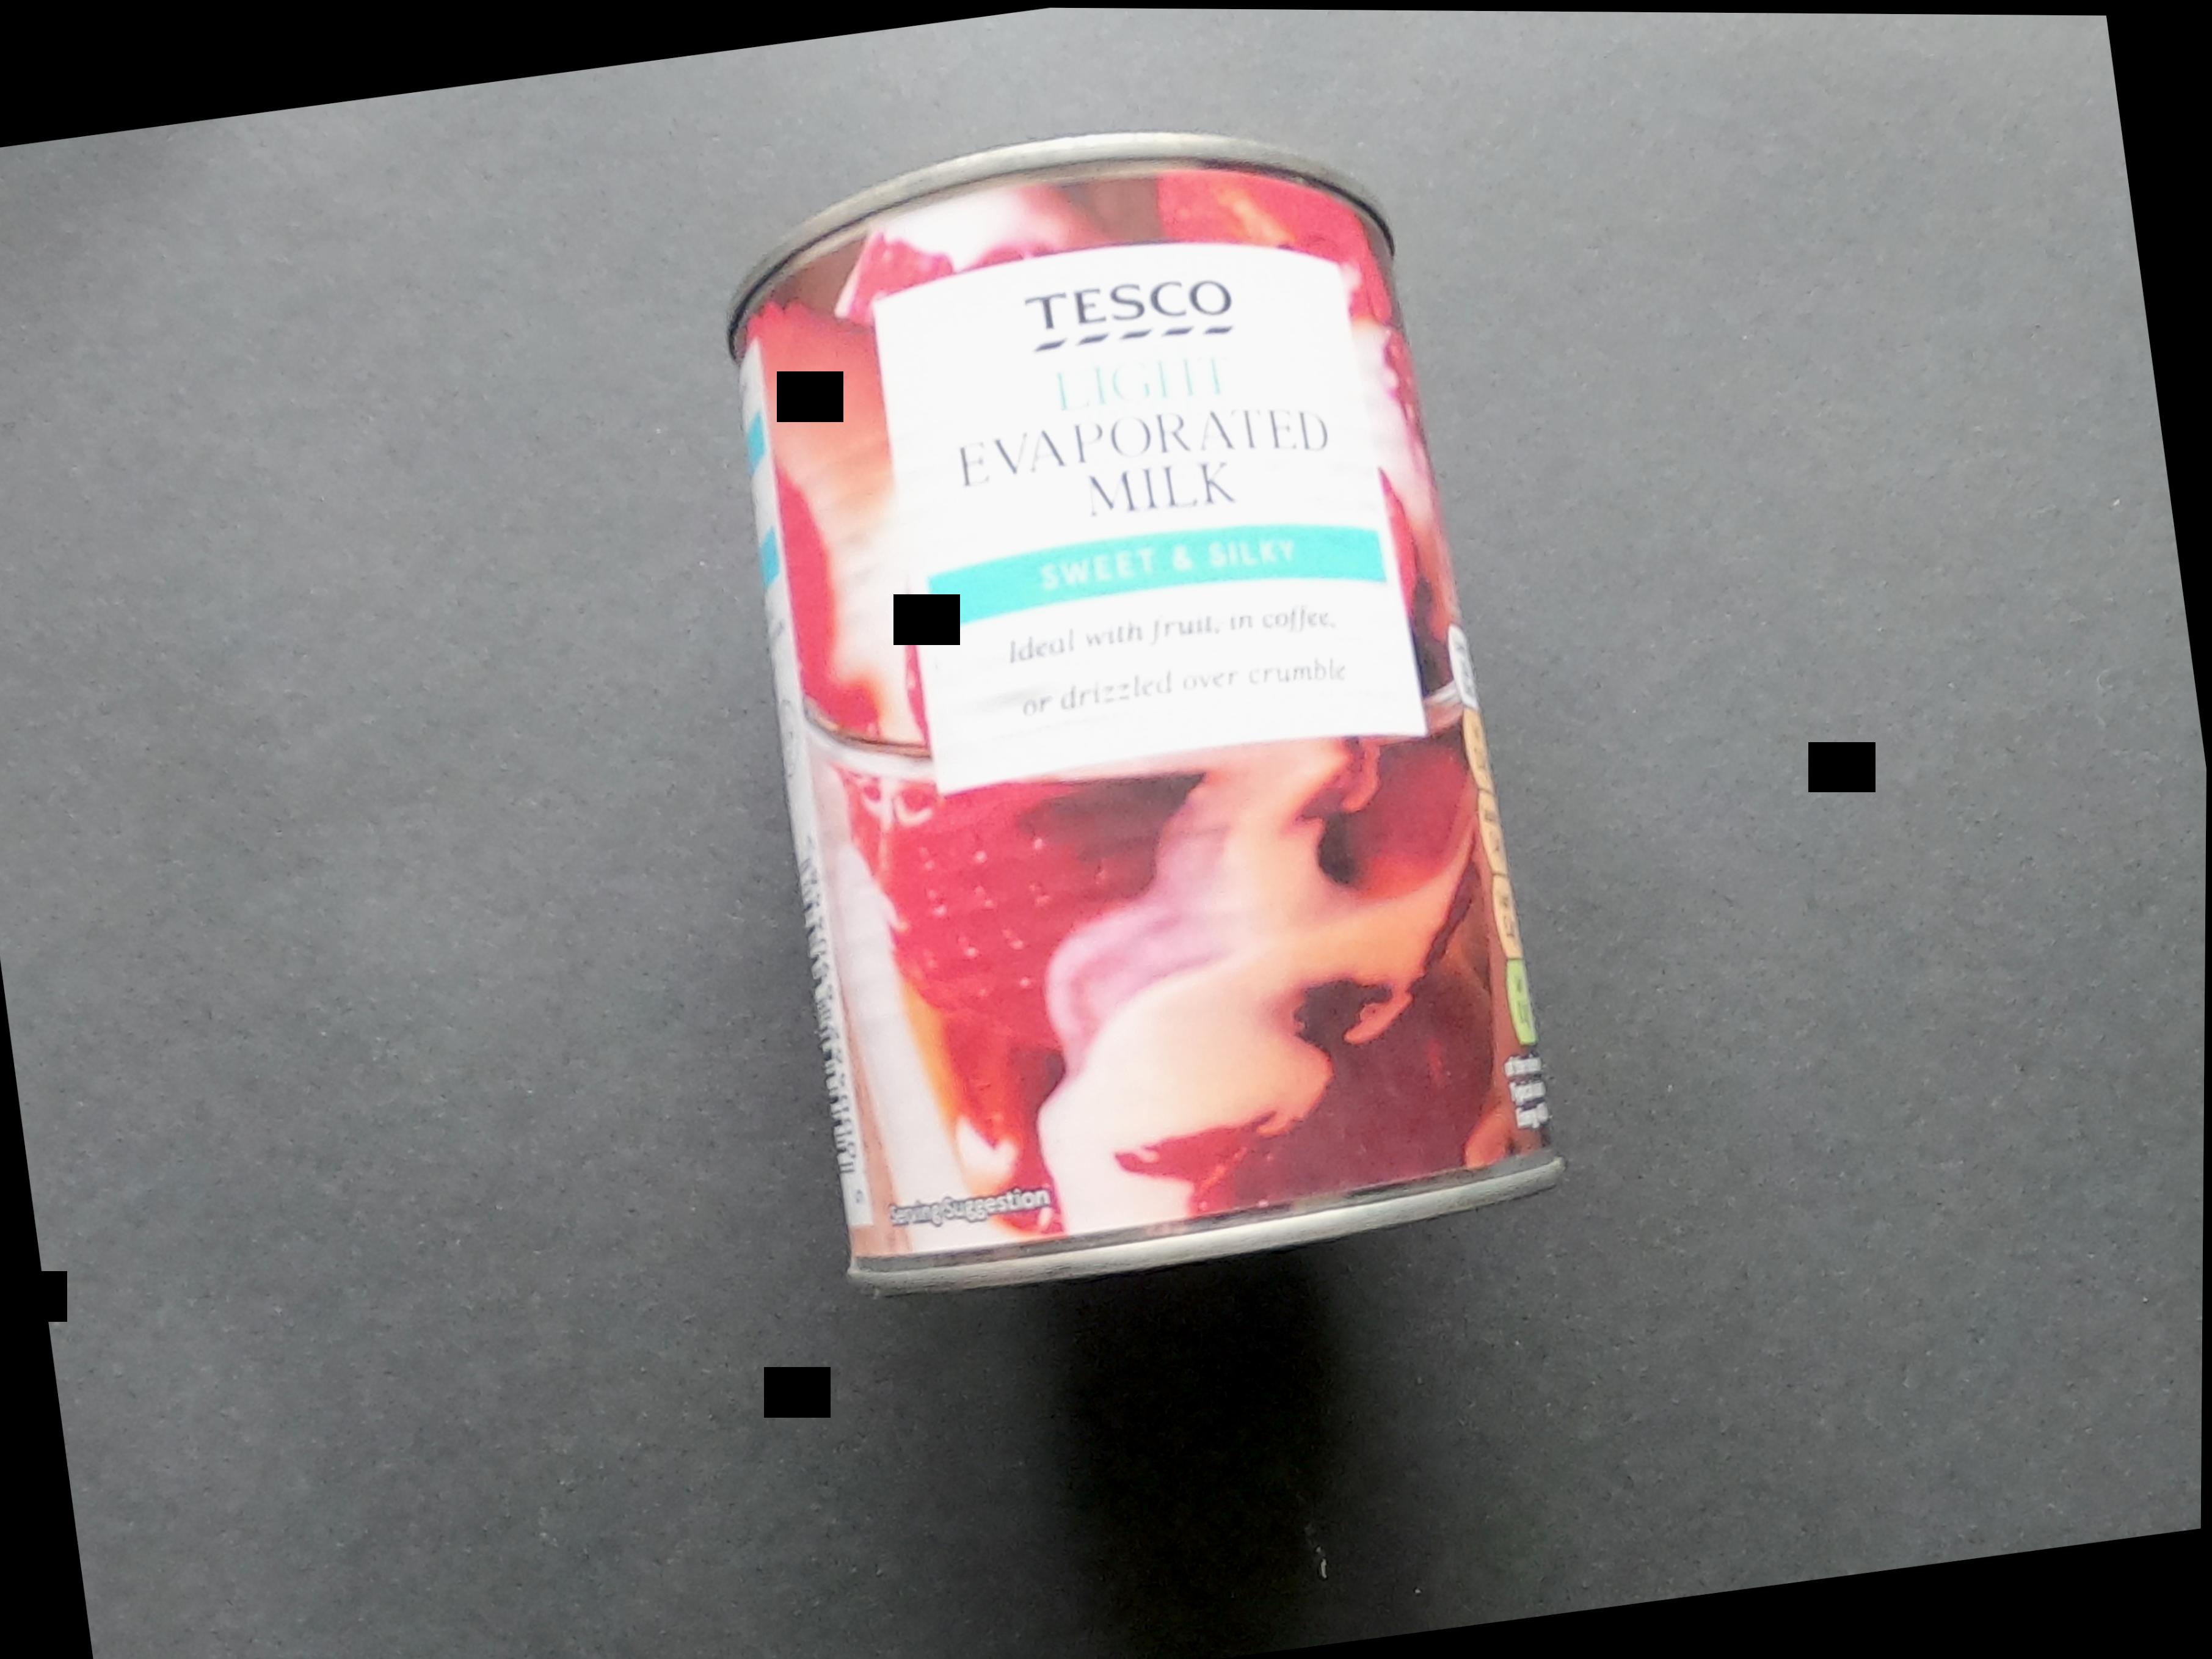 TESCO
LIGHT
EVAPORATED
MILK
SWEET & SILKY
Ideal with fruit, in coffee,
or drizzled over crumble
Serving Suggestion